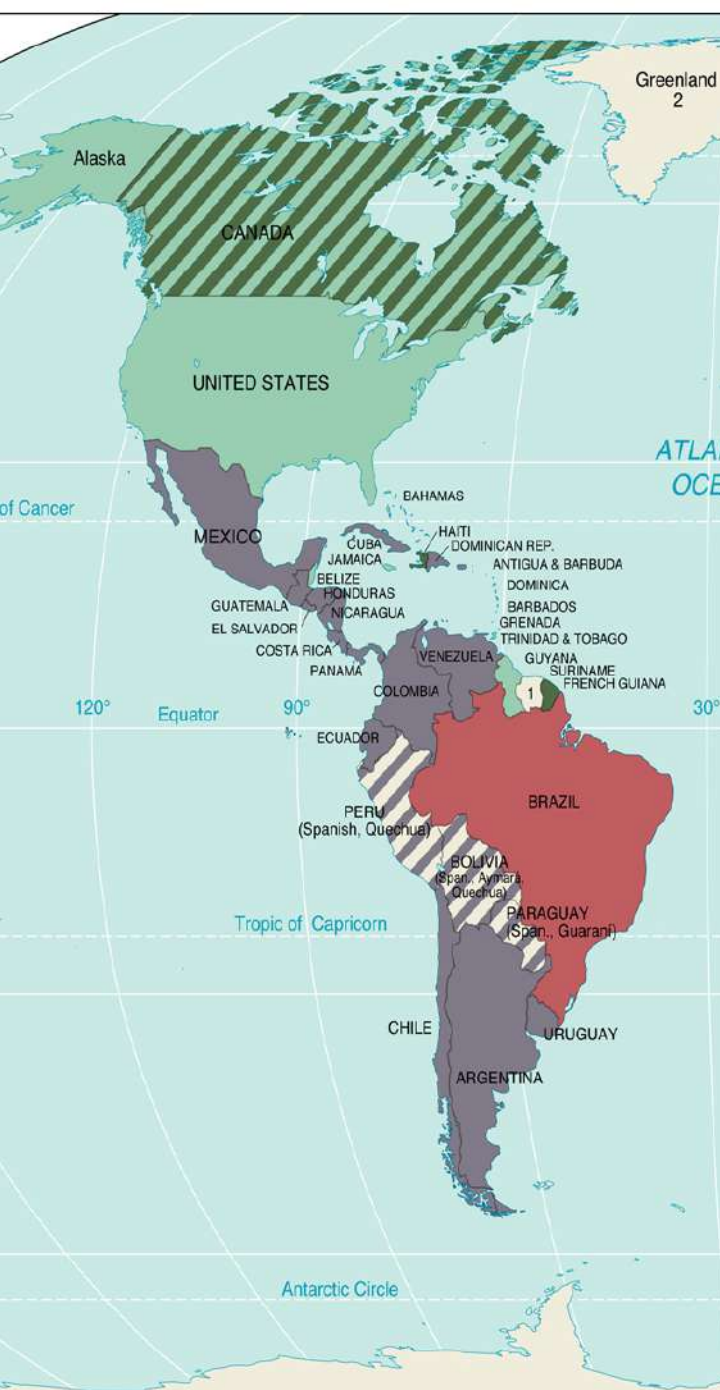 Greenland
2
Alaska
CANADA
UNITED STATES
ATLA
OCE
BAHAMAS
of Cancer
MEXICO
HAITI
CUBA
DOMINICAN REP.
JAMAICA
ANTIGUA & BARBUDA
BELIZE
DOMINICA
HONDURAS
GUATEMALA
BARBADOS
NICARAGUA
GRENADA
EL SALVADOR
TRINIDAD & TOBAGO
COSTA RICA
VENEZUELA
GUYANA
PANAMA
SURINAME
FRENCH GUIANA
COLOMBIA
1
120°
Equator
90°
30°
ECUADOR
BRAZIL
PERU
(Spanish, Quechua)
BOLIVIA
(Span., Aymará,
Quechua)
PARAGUAY
(Span., Guaraní)
Tropic of Capricorn
CHILE
URUGUAY
ARGENTINA
Antarctic Circle